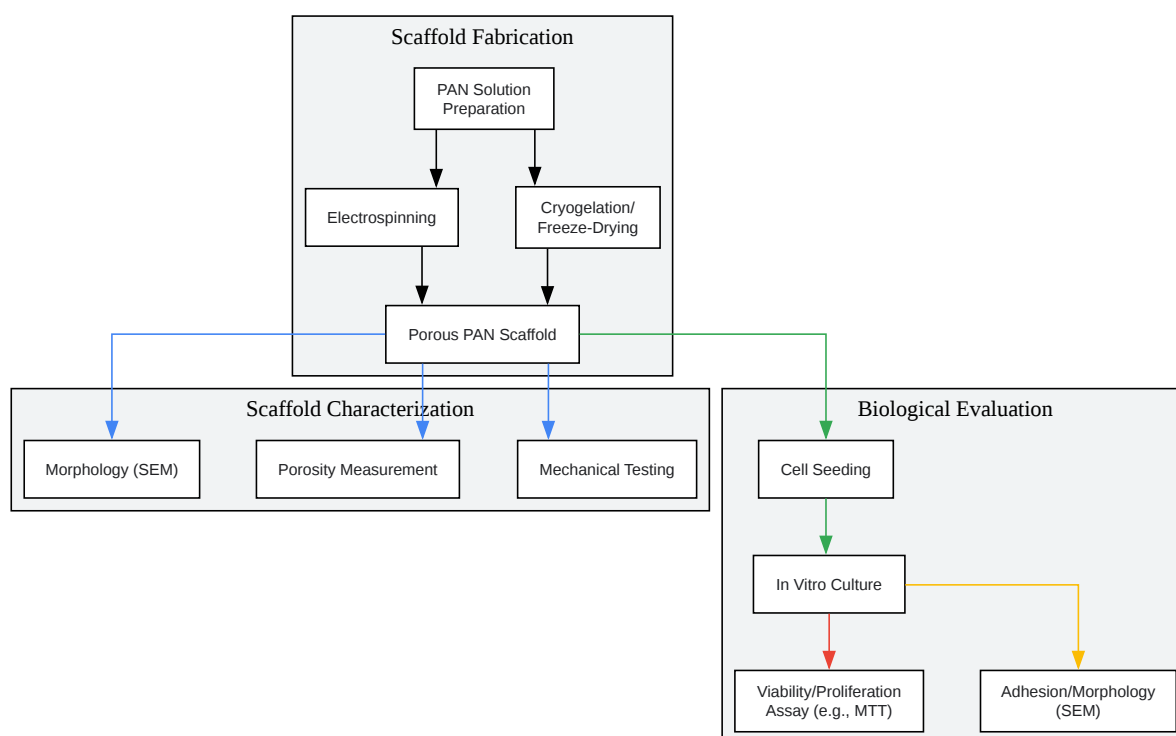 Scaffold Fabrication
PAN Solution
Preparation
Electrospinning
Cryogelation/
Freeze-Drying
Porous PAN Scaffold
Scaffold Characterization
Morphology (SEM)
Porosity Measurement
Mechanical Testing
Biological Evaluation
Cell Seeding
In Vitro Culture
Viability/Proliferation
Assay (e.g., MTT)
Adhesion/Morphology
(SEM)